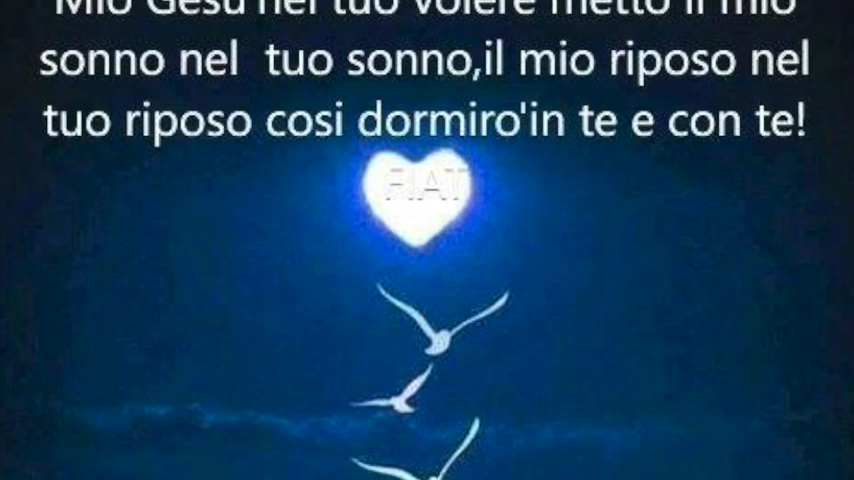 Mio Gesu'nel tuo volere metto il mio
sonno nel  tuo sonno,il mio riposo nel
tuo riposo cosi dormiro'in te e con te!
FIAT